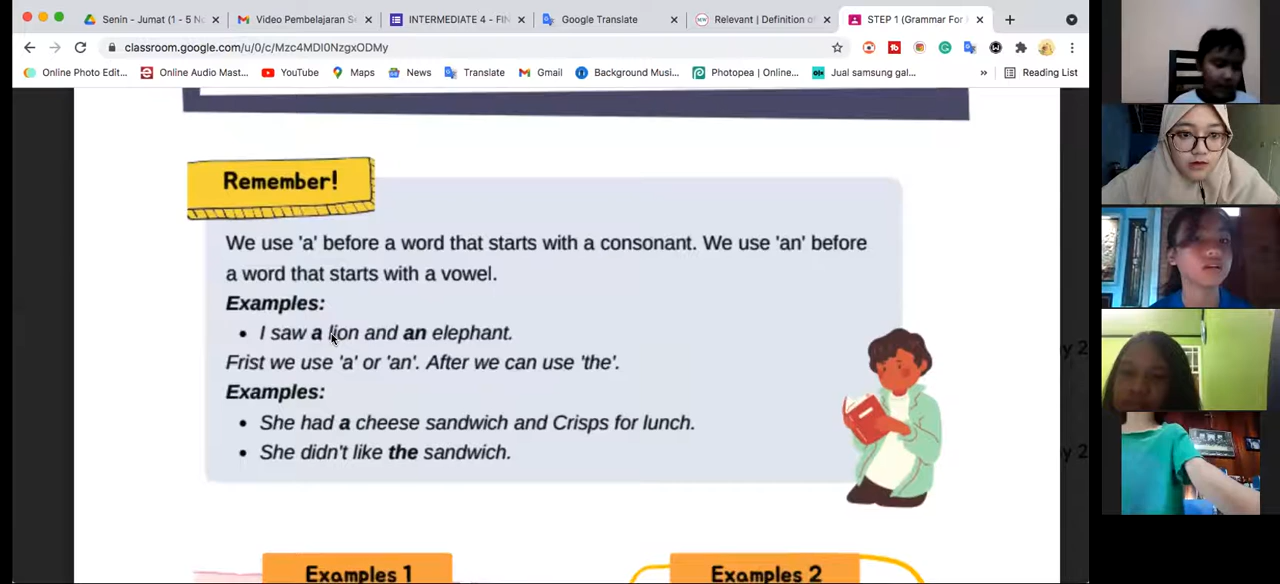 Senin - Jumat (1 - 5 N
Video Pembelajaran S
INTERMEDIATE 4 - FIN
Google Translate
Relevant | Definition of
STEP 1 (Grammar For
classroom.google.com/u/0/c/Mzc4MDI0NzgxODMy
Online Photo Edit...
Online Audio Mast...
YouTube
Maps
News
Translate
Gmail
Background Musi...
Photopea | Online...
Jual samsung gal...
»
Reading List
Remember!
We use 'a' before a word that starts with a consonant. We use 'an' before
a word that starts with a vowel.
Examples:
• I saw a lion and an elephant.
Frist we use 'a' or 'an'. After we can use 'the'.
Examples:
• She had a cheese sandwich and Crisps for lunch.
• She didn't like the sandwich.
Examples 1
Examples 2
y 2
y 2